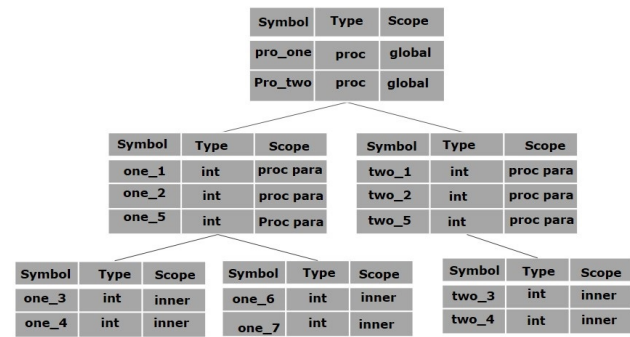 Symbol Type Scope
pro_one proc global
Pro_two proc global
Symbol Type Scope
one_1 int proc para
one_2 int proc para
one_5 int Proc para
Symbol Type Scope
two_1 int proc para
two_2 int proc para
two_5 int proc para
Symbol Type Scope
one_3 int inner
one_4 int inner
Symbol Type Scope
one_6 int inner
one_7 int inner
Symbol Type Scope
two_3 int inner
two_4 int inner